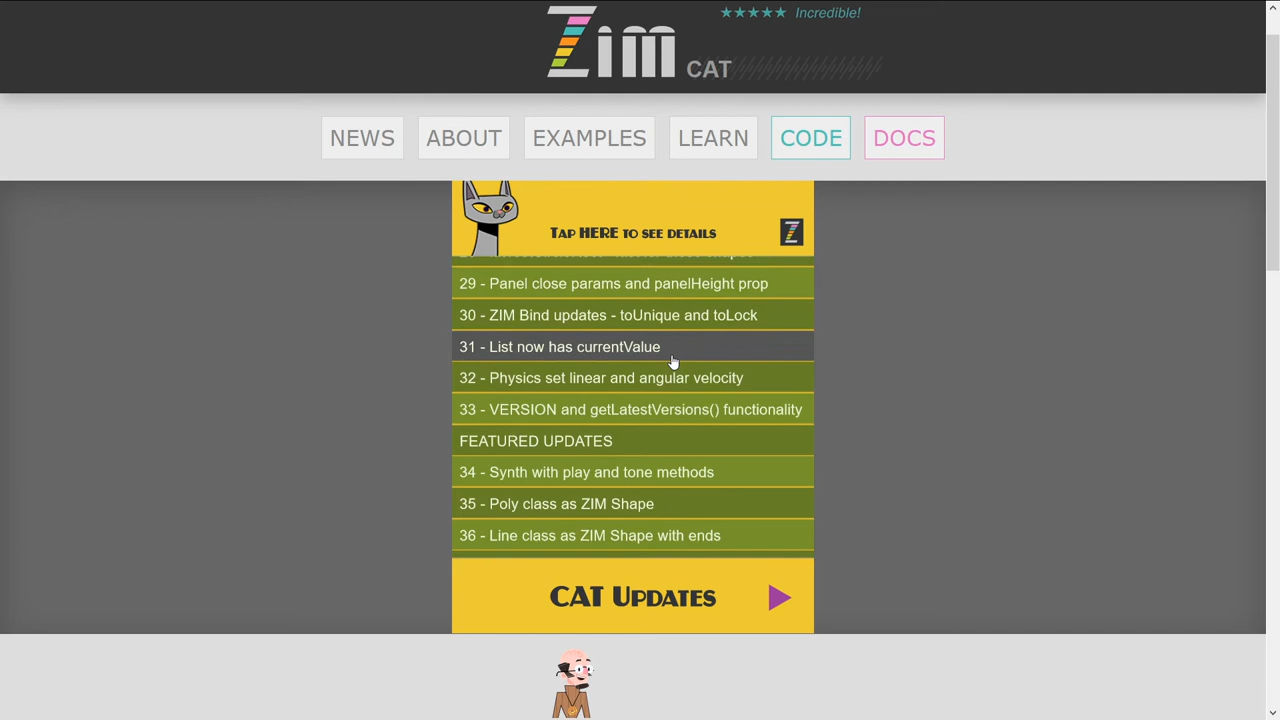 ★★★★★ Incredible!
Zim CAT
NEWS ABOUT EXAMPLES LEARN CODE DOCS
TAP HERE TO SEE DETAILS
Z
29 - Panel close params and panelHeight prop
30 - ZIM Bind updates - toUnique and toLock
31 - List now has currentValue
32 - Physics set linear and angular velocity
33 - VERSION and getLatestVersions() functionality
FEATURED UPDATES
34 - Synth with play and tone methods
35 - Poly class as ZIM Shape
36 - Line class as ZIM Shape with ends
CAT UPDATES